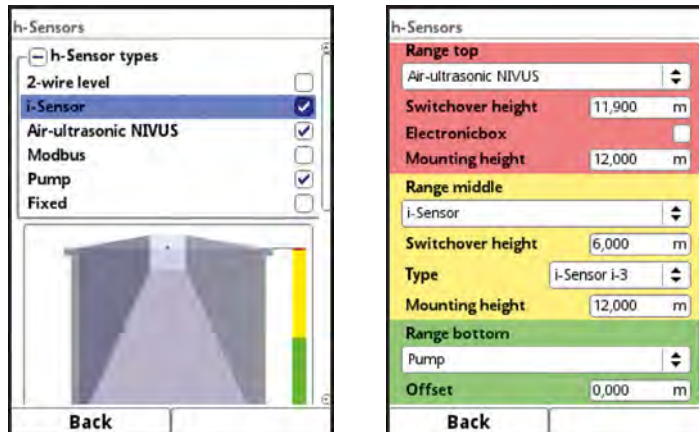 h-Sensors
h-Sensor types
2-wire level
i-Sensor
Air-ultrasonic NIVUS
Modbus
Pump
Fixed
Back
h-Sensors
Range top
Air-ultrasonic NIVUS
Switchover height 11,900 m
Electronicbox
Mounting height 12,000 m
Range middle
i-Sensor
Switchover height 6,000 m
Type i-Sensor i-3
Mounting height 12,000 m
Range bottom
Pump
Offset 0,000 m
Back